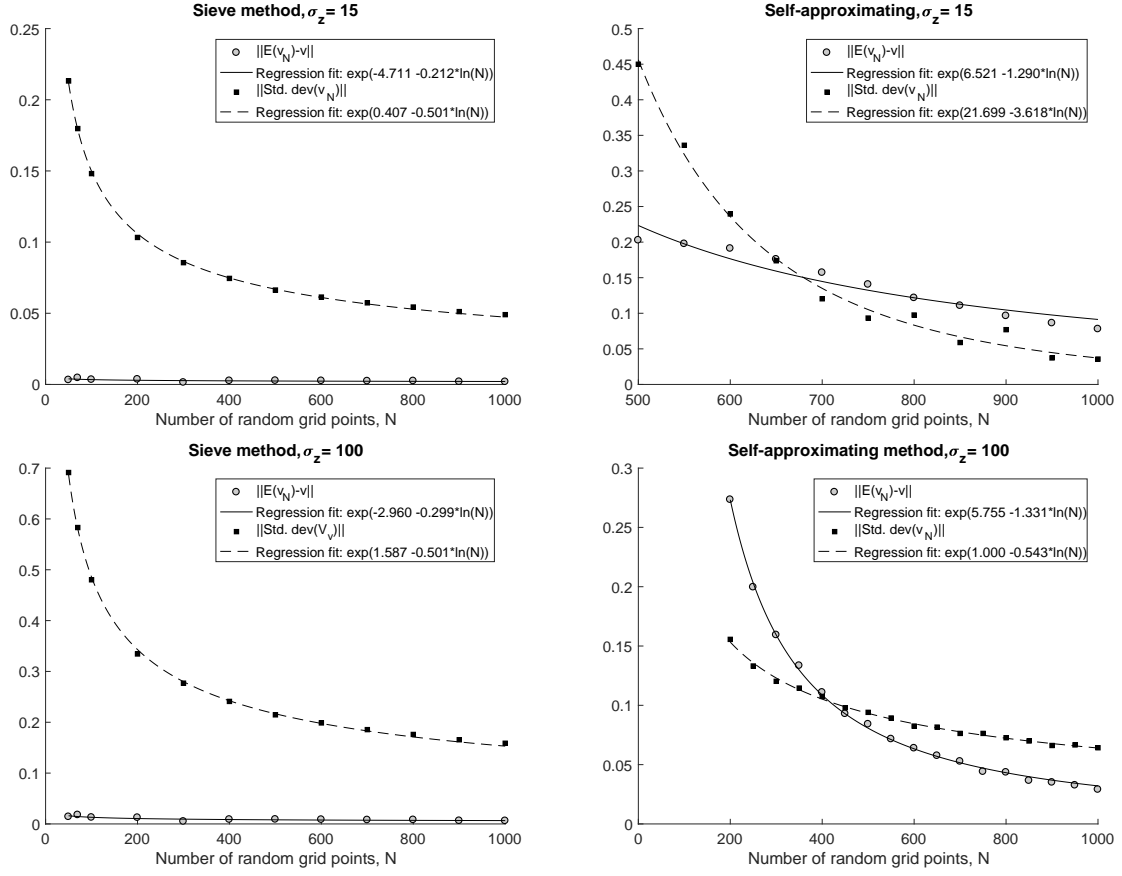 Sieve method, σz = 15
0.25
0.2
0.15
0.1
0.05
0
0 200 400 600 800 1000
Number of random grid points, N
||E(vN)-v||
Regression fit: exp(-4.711 -0.212*ln(N))
||Std. dev(vN)||
Regression fit: exp(0.407 -0.501*ln(N))
Self-approximating, σz = 15
0.5
0.45
0.4
0.35
0.3
0.25
0.2
0.15
0.1
0.05
0
500 600 700 800 900 1000
Number of random grid points, N
||E(vN)-v||
Regression fit: exp(6.521 -1.290*ln(N))
||Std. dev(vN)||
Regression fit: exp(21.699 -3.618*ln(N))
Sieve method, σz = 100
0.7
0.6
0.5
0.4
0.3
0.2
0.1
0
0 200 400 600 800 1000
Number of random grid points, N
||E(vN)-v||
Regression fit: exp(-2.960 -0.299*ln(N))
||Std. dev(Vv)||
Regression fit: exp(1.587 -0.501*ln(N))
Self-approximating method, σz = 100
0.3
0.25
0.2
0.15
0.1
0.05
0
200 400 600 800 1000
Number of random grid points, N
||E(vN)-v||
Regression fit: exp(5.755 -1.331*ln(N))
||Std. dev(vN)||
Regression fit: exp(1.000 -0.543*ln(N))